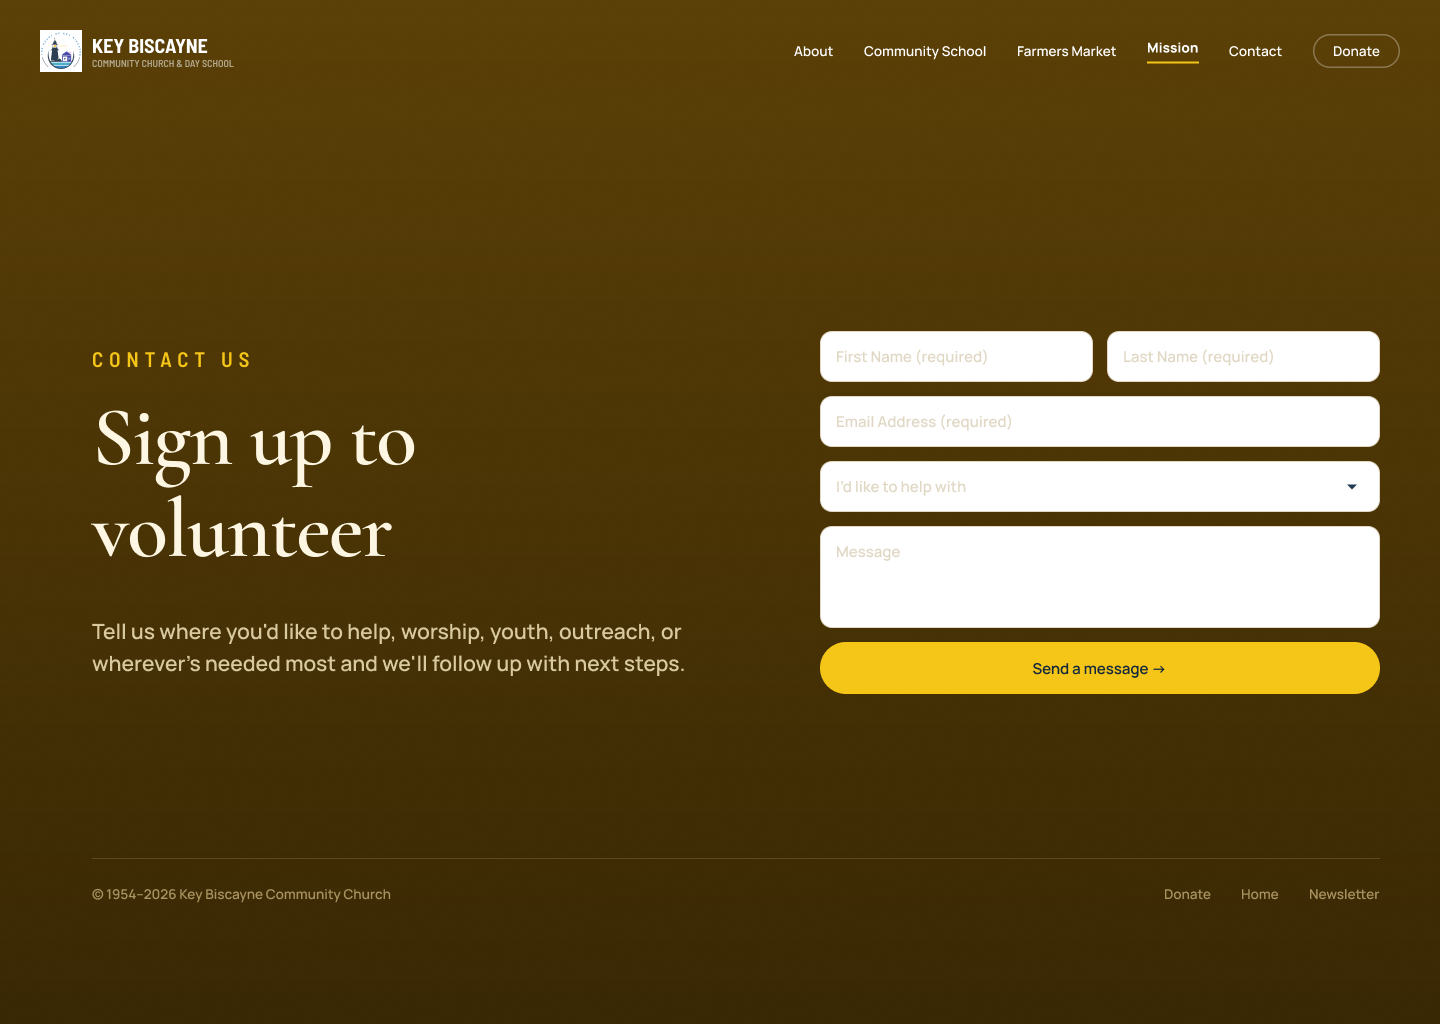 KEY BISCAYNE
COMMUNITY CHURCH & DAY SCHOOL
About Community School Farmers Market Mission Contact Donate
CONTACT US
Sign up to
volunteer
Tell us where you'd like to help, worship, youth, outreach, or
wherever's needed most and we'll follow up with next steps.
First Name (required) Last Name (required)
Email Address (required)
I'd like to help with
Message
Send a message →
© 1954–2026 Key Biscayne Community Church
Donate Home Newsletter